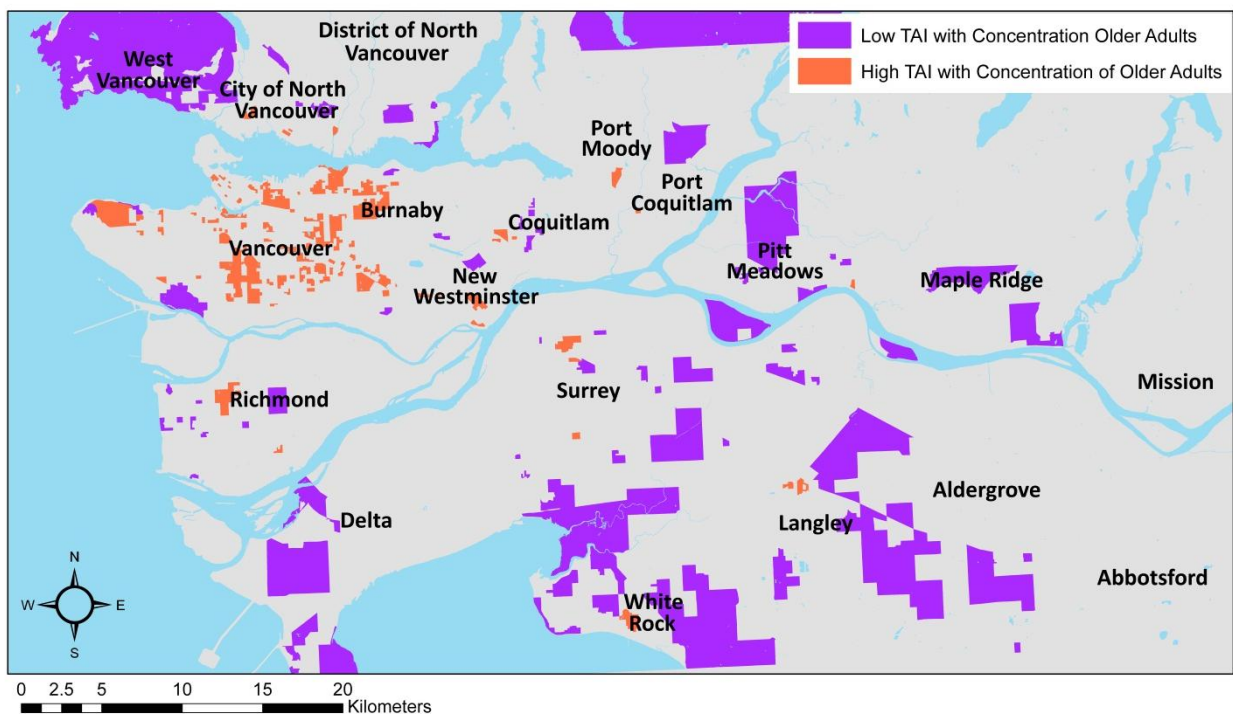 District of North
Vancouver
Low TAI with Concentration Older Adults
High TAI with Concentration of Older Adults
West
Vancouver
City of North
Vancouver
Port
Moody
Port
Coquitlam
Burnaby
Coquitlam
Vancouver
Pitt
Meadows
New
Westminster
Maple Ridge
Mission
Surrey
Richmond
Aldergrove
Delta
Langley
Abbotsford
White
Rock
N
W
E
S
0 2.5 5 10 15 20
Kilometers